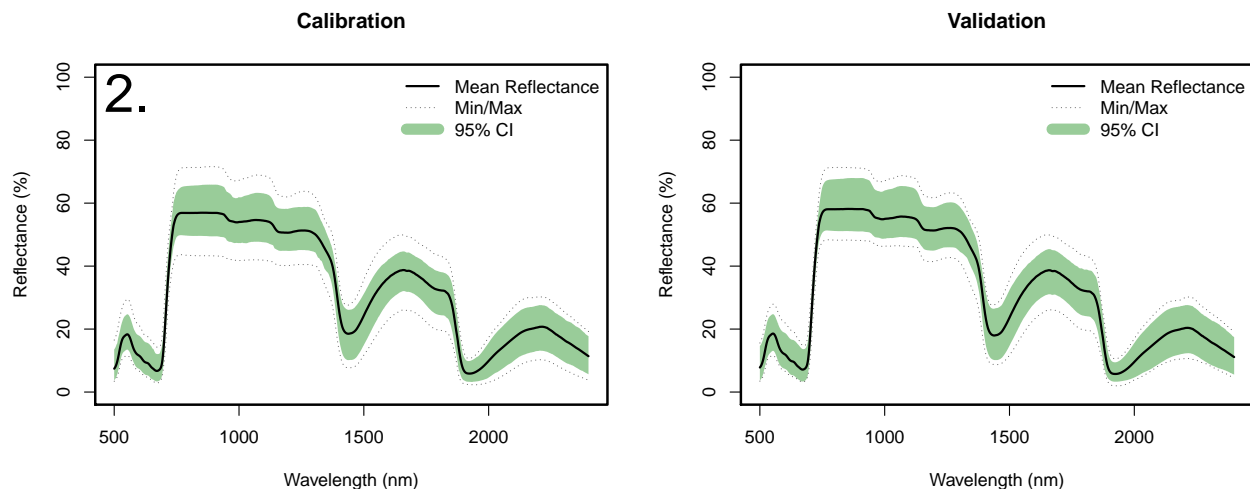 Calibration
2.
Mean Reflectance
Min/Max
95% CI
Reflectance (%)
100
80
60
40
20
0
500
1000
1500
2000
Wavelength (nm)
Validation
Mean Reflectance
Min/Max
95% CI
Reflectance (%)
100
80
60
40
20
0
500
1000
1500
2000
Wavelength (nm)